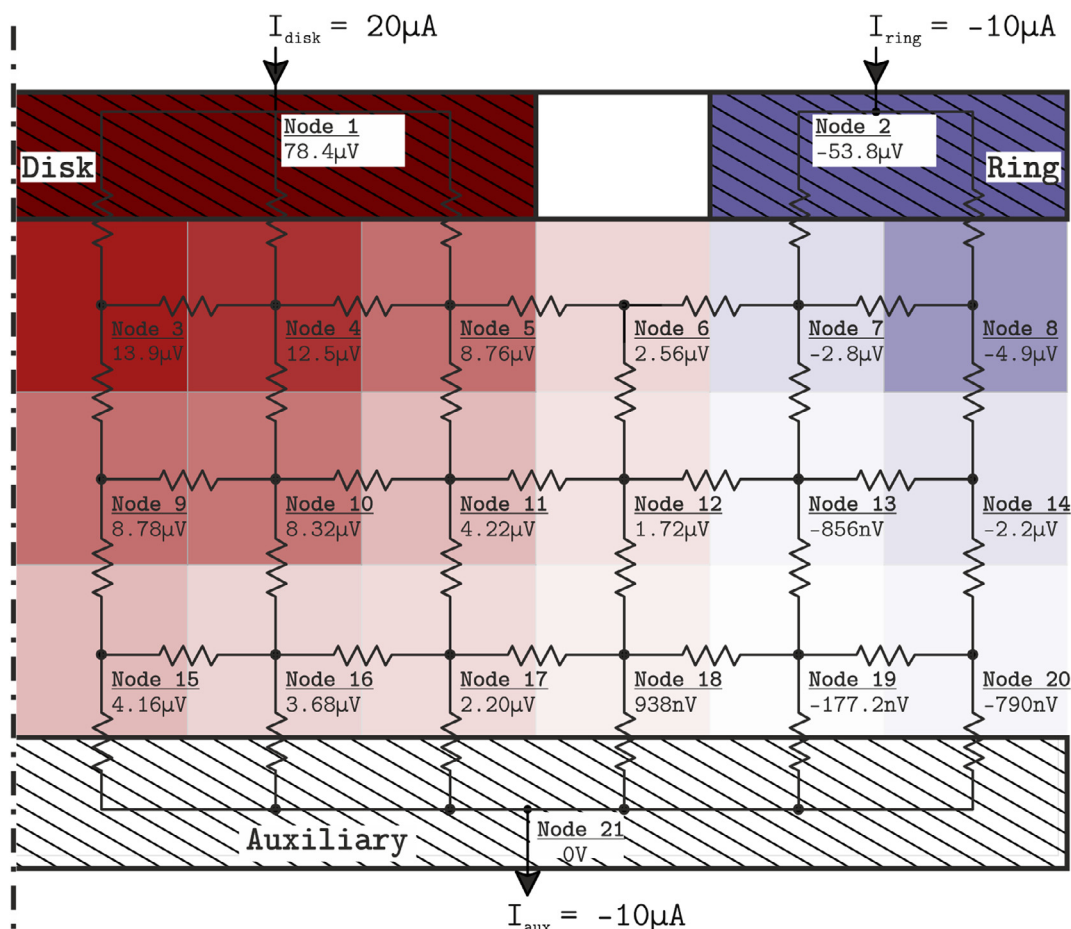 I_disk = 20μA
I_ring = -10μA
Node 1
78.4μV
Node 2
-53.8μV
Disk
Ring
Node 3
13.9μV
Node 4
12.5μV
Node 5
8.76μV
Node 6
2.56μV
Node 7
-2.8μV
Node 8
-4.9μV
Node 9
8.78μV
Node 10
8.32μV
Node 11
4.22μV
Node 12
1.72μV
Node 13
-856nV
Node 14
-2.2μV
Node 15
4.16μV
Node 16
3.68μV
Node 17
2.20μV
Node 18
938nV
Node 19
-177.2nV
Node 20
-790nV
Auxiliary
Node 21
0V
I_aux = -10μA